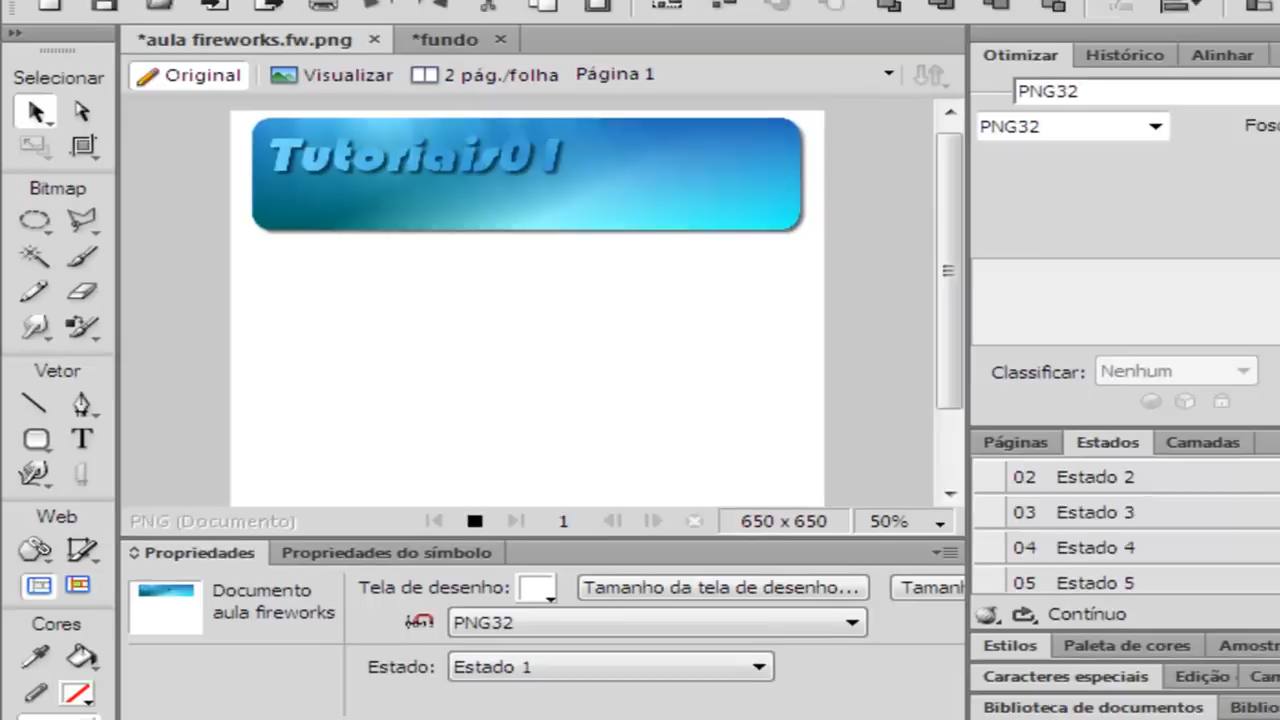 *aula fireworks.fw.png
*fundo
Original
Visualizar
2 pág./folha
Página 1
Tutoriais01
PNG (Documento)
1
650 x 650
50%
Propriedades
Propriedades do símbolo
Documento
aula fireworks
Tela de desenho:
Tamanho da tela de desenho...
Tamanh
PNG32
Estado:
Estado 1
Selecionar
Bitmap
Vetor
T
Web
Cores
Otimizar
Histórico
Alinhar
PNG32
PNG32
Fosc
Classificar:
Nenhum
Páginas
Estados
Camadas
02 Estado 2
03 Estado 3
04 Estado 4
05 Estado 5
Contínuo
Estilos
Paleta de cores
Amostr
Caracteres especiais
Edição
Cam
Biblioteca de documentos
Biblio